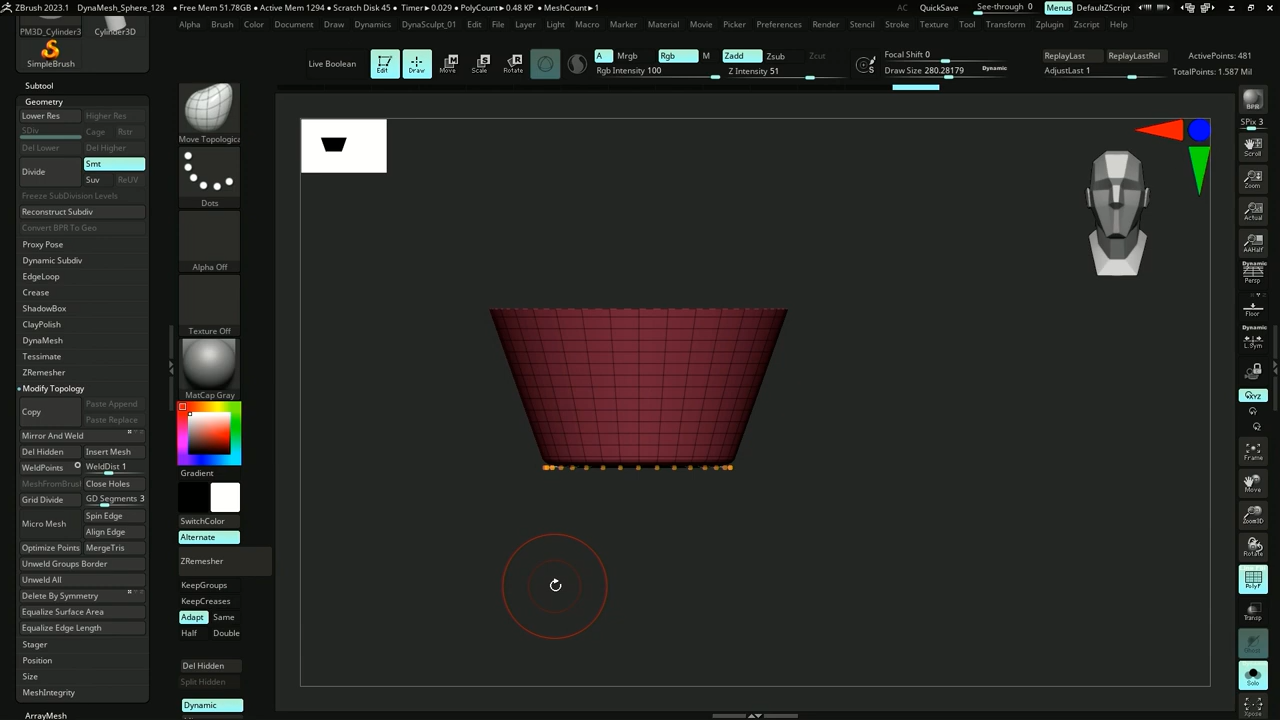 ZBrush 2023.1 DynaMesh_Sphere_128 ● Free Mem 51.78GB ● Active Mem 1294 ● Scratch Disk 45 ● Timer▸0.029 ● PolyCount▸0.48 KP ● MeshCount▸1
AC QuickSave See-through 0 Menus DefaultZScript
Alpha Brush Color Document Draw Dynamics DynaSculpt_01 Edit File Layer Light Macro Marker Material Movie Picker Preferences Render Stencil Stroke Texture Tool Transform Zplugin Zscript Help
PM3D_Cylinder3 Cylinder3D
SimpleBrush
Live Boolean Edit Draw Move Scale Rotate
A Mrgb Rgb M Zadd Zsub Zcut
Rgb Intensity 100 Z Intensity 51
S Focal Shift 0
Draw Size 280.28179 Dynamic
ReplayLast ReplayLastRel
AdjustLast 1
ActivePoints: 481
TotalPoints: 1.587 Mil
Subtool
Geometry
Lower Res Higher Res
SDiv Cage Rstr
Del Lower Del Higher
Divide Smt
Suv ReUV
Freeze SubDivision Levels
Reconstruct Subdiv
Convert BPR To Geo
Proxy Pose
Dynamic Subdiv
EdgeLoop
Crease
ShadowBox
ClayPolish
DynaMesh
Tessimate
ZRemesher
Modify Topology
Copy Paste Append
Paste Replace
Mirror And Weld
Del Hidden Insert Mesh
WeldPoints WeldDist 1
MeshFromBrush Close Holes
Grid Divide GD Segments 3
Micro Mesh Spin Edge
Align Edge
Optimize Points MergeTris
Unweld Groups Border
Unweld All
Delete By Symmetry
Equalize Surface Area
Equalize Edge Length
Stager
Position
Size
MeshIntegrity
ArrayMesh
Move Topologica
Dots
Alpha Off
Texture Off
MatCap Gray
Gradient
SwitchColor
Alternate
ZRemesher
KeepGroups
KeepCreases
Adapt Same
Half Double
Del Hidden
Split Hidden
Dynamic
BPR
SPix 3
Scroll
Zoom
Actual
AAHalf
Dynamic
Persp
Floor
Dynamic
L.Sym
XYZ
Frame
Move
Zoom3D
Rotate
PolyF
Transp
Ghost
Solo
Xpose